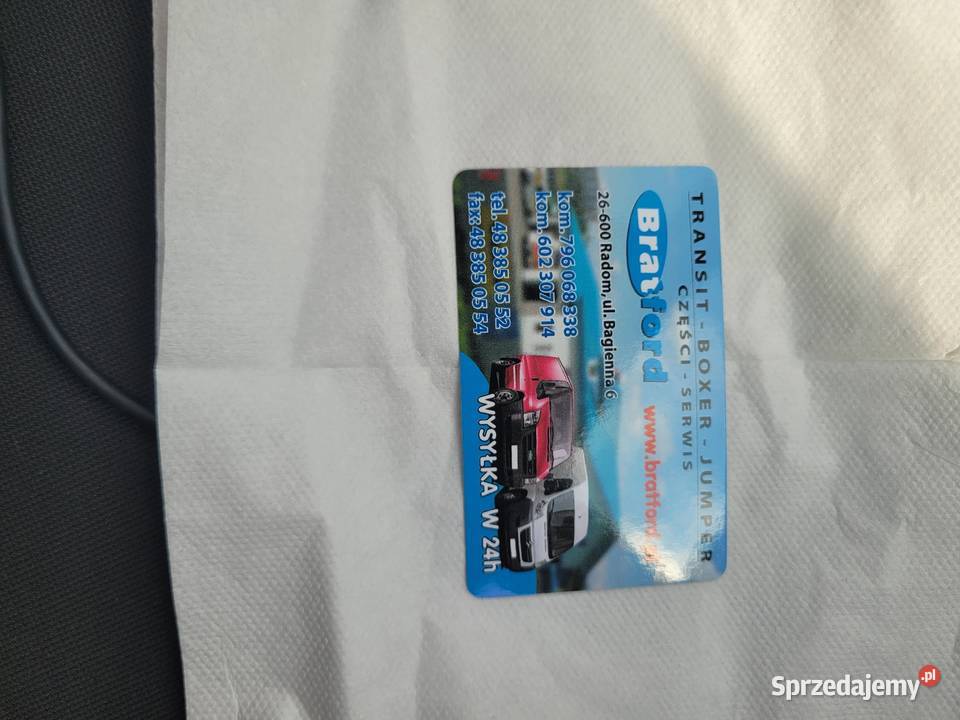 TRANSIT - BOXER - JUMPER
CZĘŚCI - SERWIS
Bratford www.bratford.pl
26-600 Radom, ul. Bagienna 6
kom. 796 068 338
kom. 602 307 914
tel. 48 385 05 52
fax: 48 385 05 54
WYSYŁKA W 24h
Sprzedajemy.pl